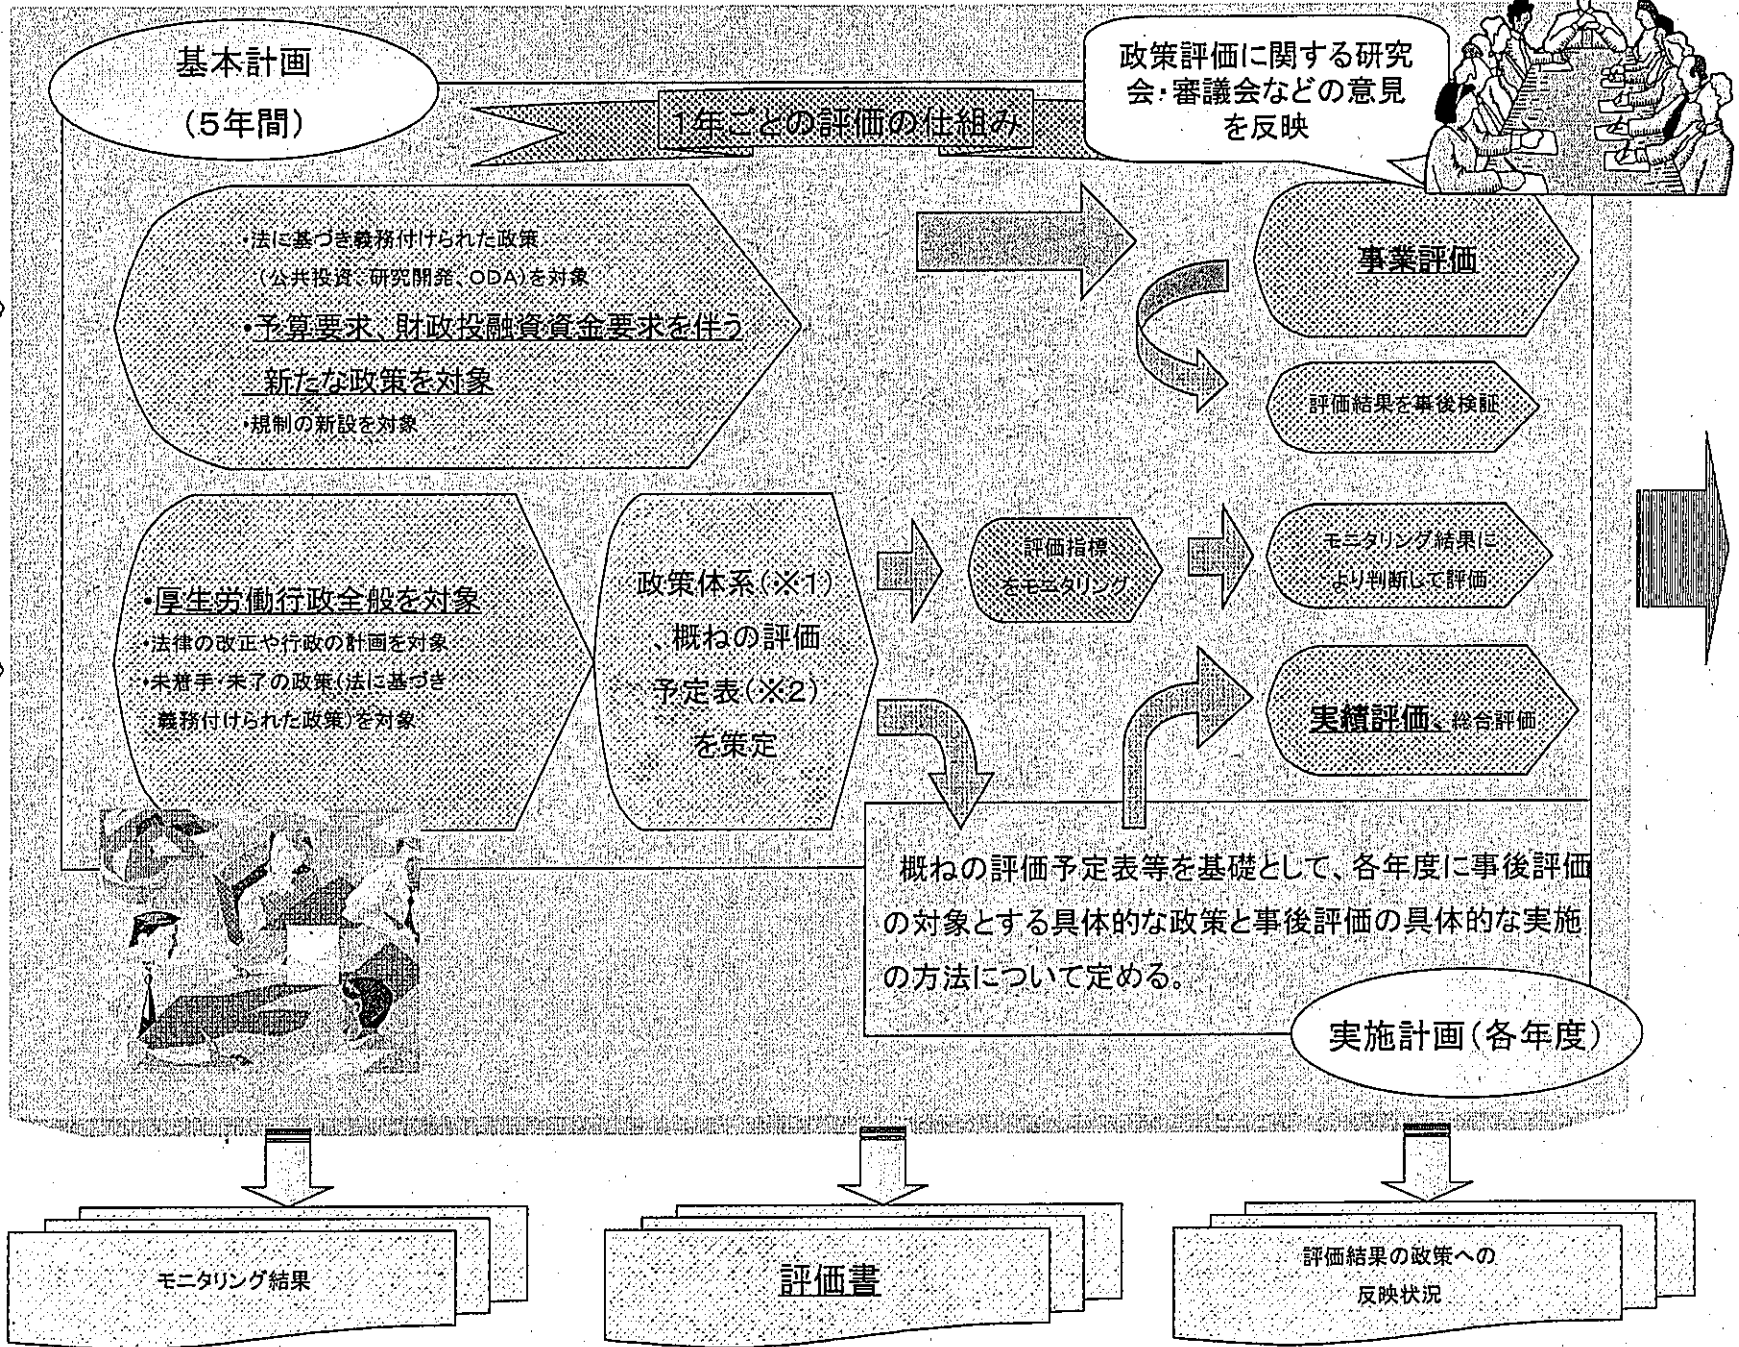 基本計画
(5年間)
1年ごとの評価の仕組み
政策評価に関する研究
会・審議会などの意見
を反映
・法に基づき義務付けられた政策
(公共投資、研究開発、ODA)を対象
・予算要求、財政投融資資金要求を伴う
新たな政策を対象
・規制の新設を対象
事業評価
評価結果を事後検証
・厚生労働行政全般を対象
・法律の改正や行政の計画を対象
・未着手・未了の政策(法に基づき
義務付けられた政策)を対象
政策体系(※1)
、概ねの評価
予定表(※2)
を策定
評価指標
をモニタリング
モニタリング結果に
より判断して評価
実績評価、総合評価
概ねの評価予定表等を基礎として、各年度に事後評価
の対象とする具体的な政策と事後評価の具体的な実施
の方法について定める。
実施計画(各年度)
モニタリング結果
評価書
評価結果の政策への
反映状況